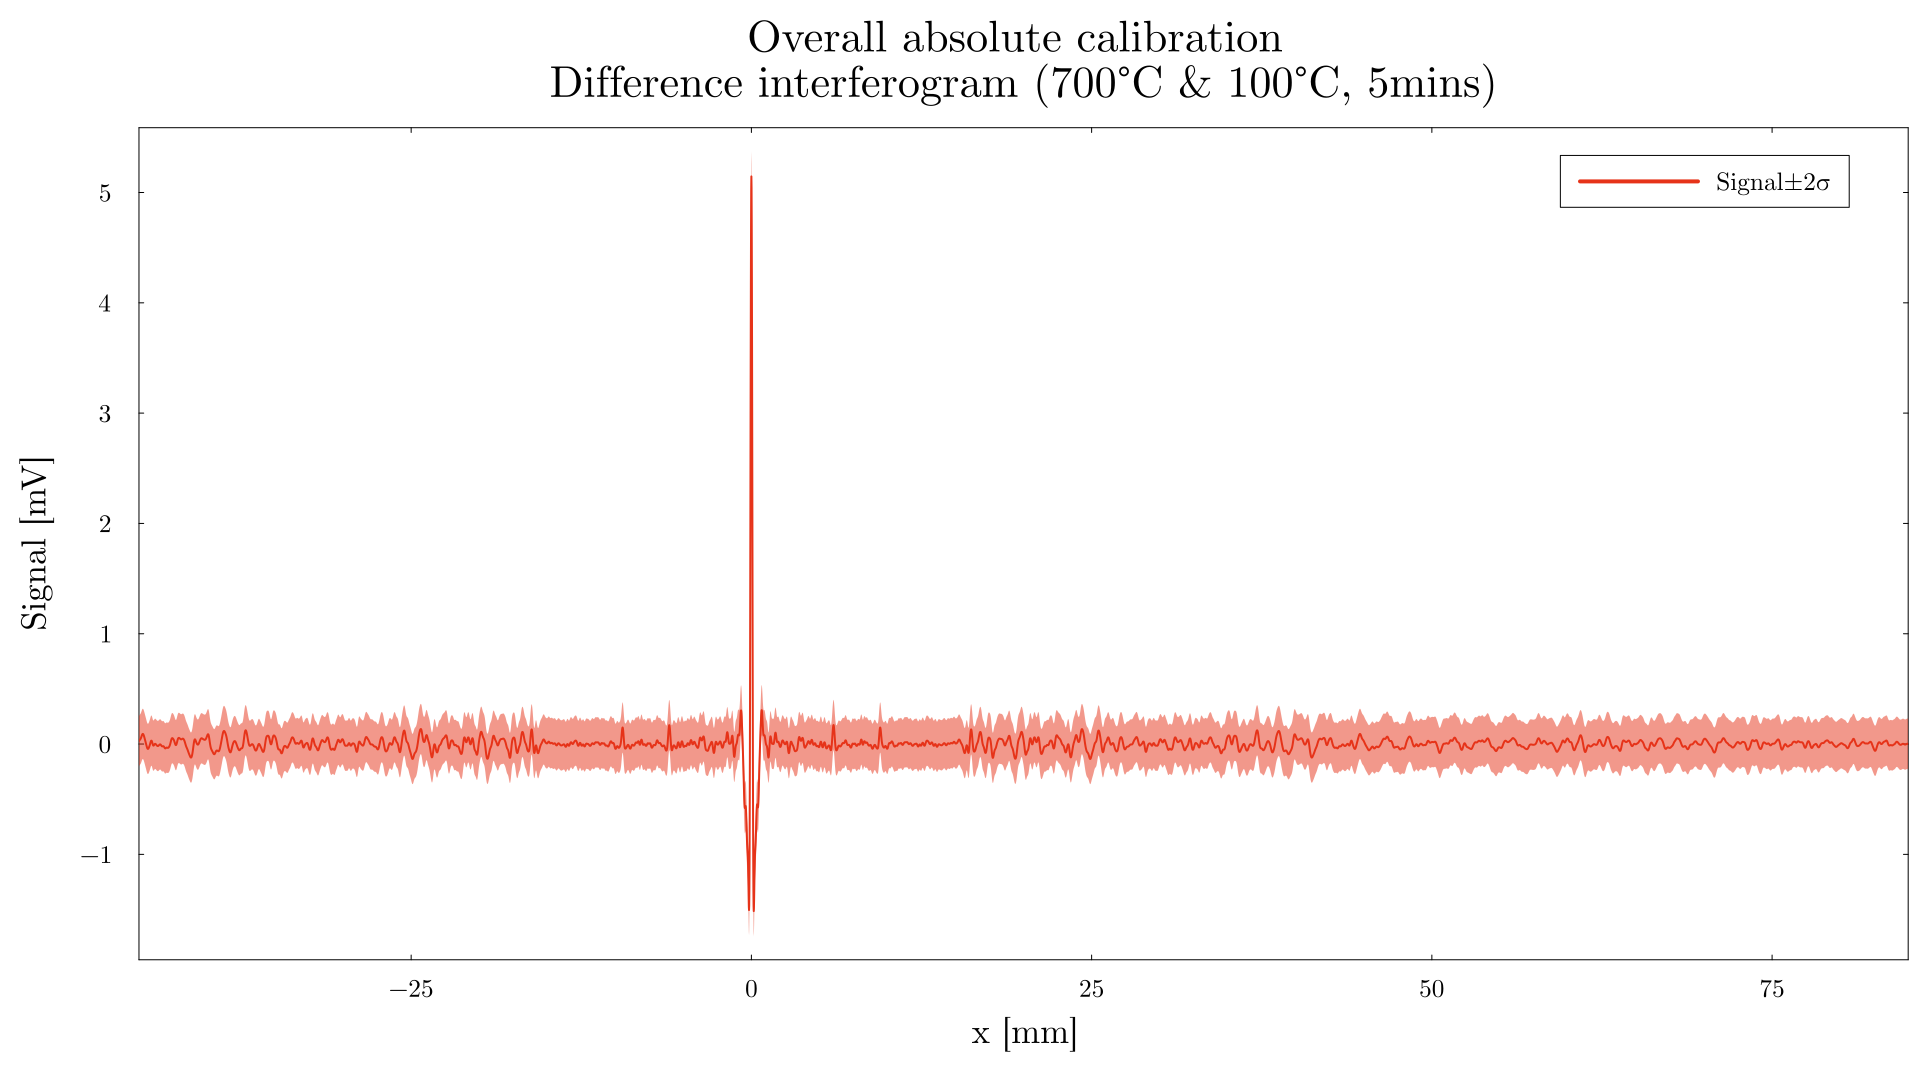 Overall absolute calibration
Difference interferogram (700°C & 100°C, 5mins)
Signal±2σ
5
4
3
2
1
0
−1
Signal [mV]
−25
0
25
50
75
x [mm]